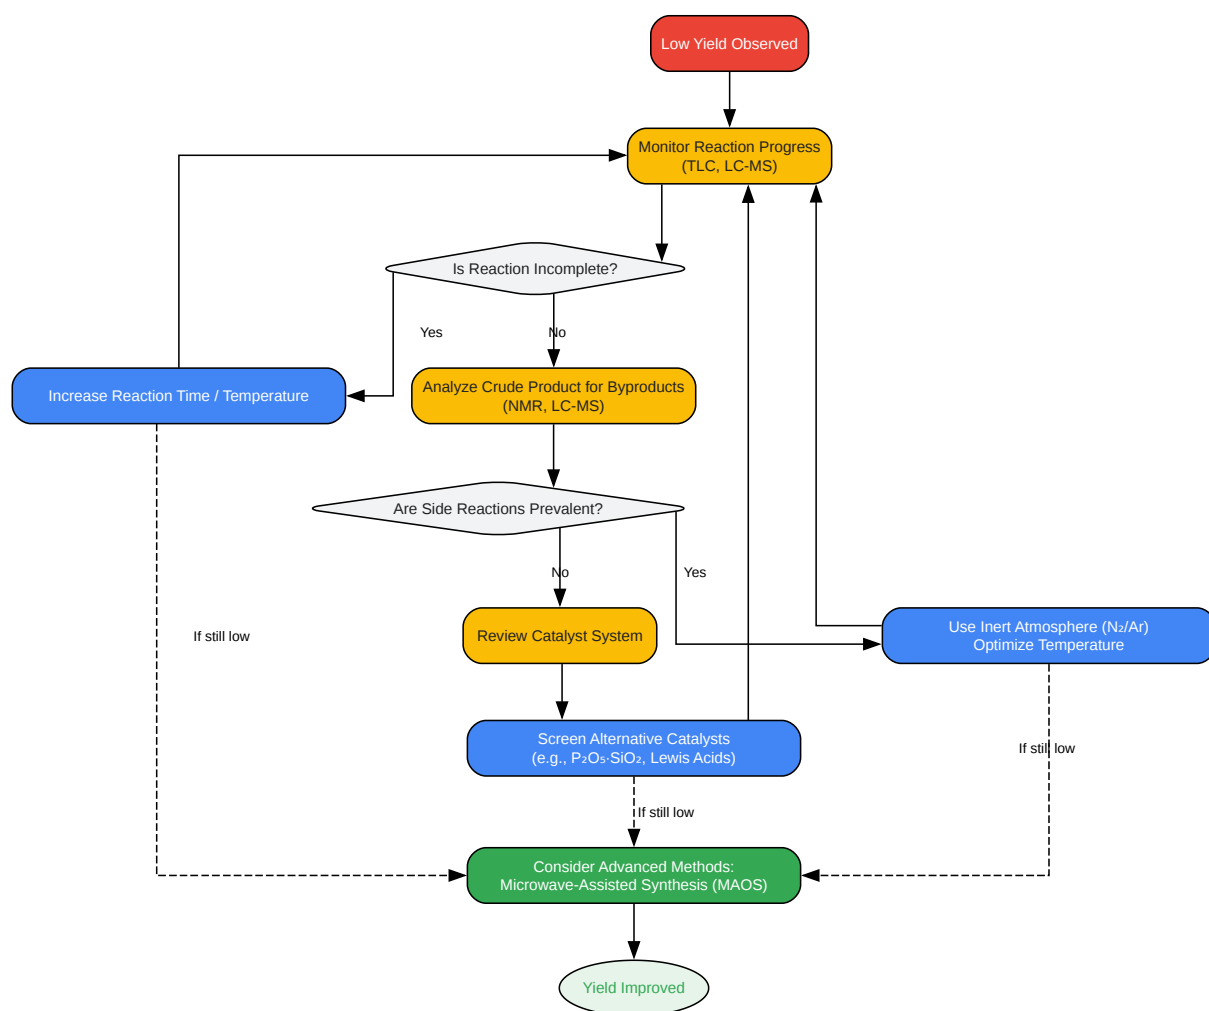 Low Yield Observed
Monitor Reaction Progress
(TLC, LC-MS)
Is Reaction Incomplete?
Yes
No
Increase Reaction Time / Temperature
Analyze Crude Product for Byproducts
(NMR, LC-MS)
Are Side Reactions Prevalent?
No
Yes
If still low
Review Catalyst System
Use Inert Atmosphere (N₂/Ar)
Optimize Temperature
Screen Alternative Catalysts
(e.g., P₂O₅·SiO₂, Lewis Acids)
If still low
If still low
Consider Advanced Methods:
Microwave-Assisted Synthesis (MAOS)
Yield Improved